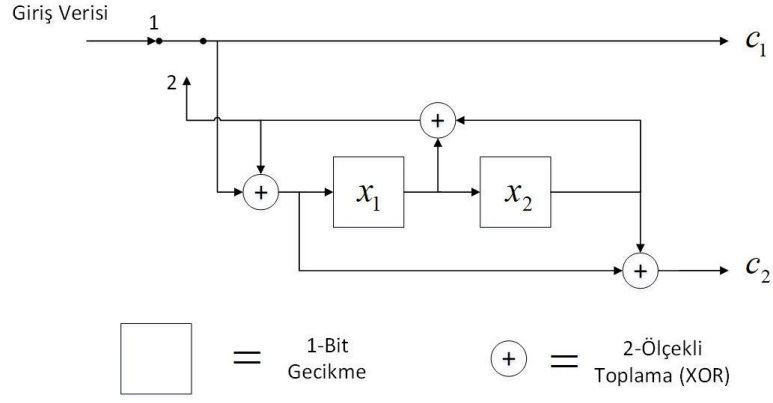 Giriş Verisi
1
c₁
2
+
+
x₁
x₂
+
c₂
= 1-Bit Gecikme
+ = 2-Ölçekli Toplama (XOR)